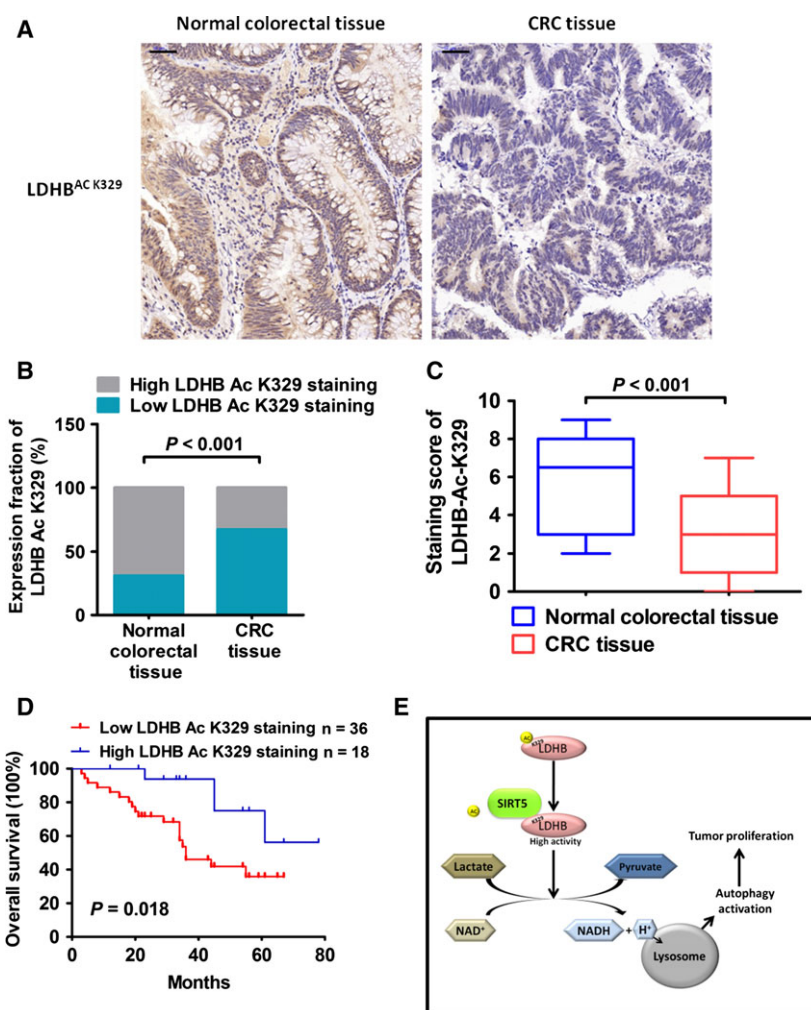 A
Normal colorectal tissue
CRC tissue
LDHB^AC K329
B
High LDHB Ac K329 staining
Low LDHB Ac K329 staining
Expression fraction of
LDHB Ac K329 (%)
150
100
50
0
P < 0.001
Normal
colorectal
tissue
CRC
tissue
C
P < 0.001
Staining score of
LDHB-Ac-K329
10
8
6
4
2
0
Normal colorectal tissue
CRC tissue
D
Low LDHB Ac K329 staining n = 36
High LDHB Ac K329 staining n = 18
Overall survival (100%)
100
80
60
40
20
0
P = 0.018
0 20 40 60 80
Months
E
AC
K329
LDHB
SIRT5
AC
K329
LDHB
High activity
Lactate
Pyruvate
NAD⁺
NADH + H⁺
Lysosome
Autophagy
activation
Tumor proliferation